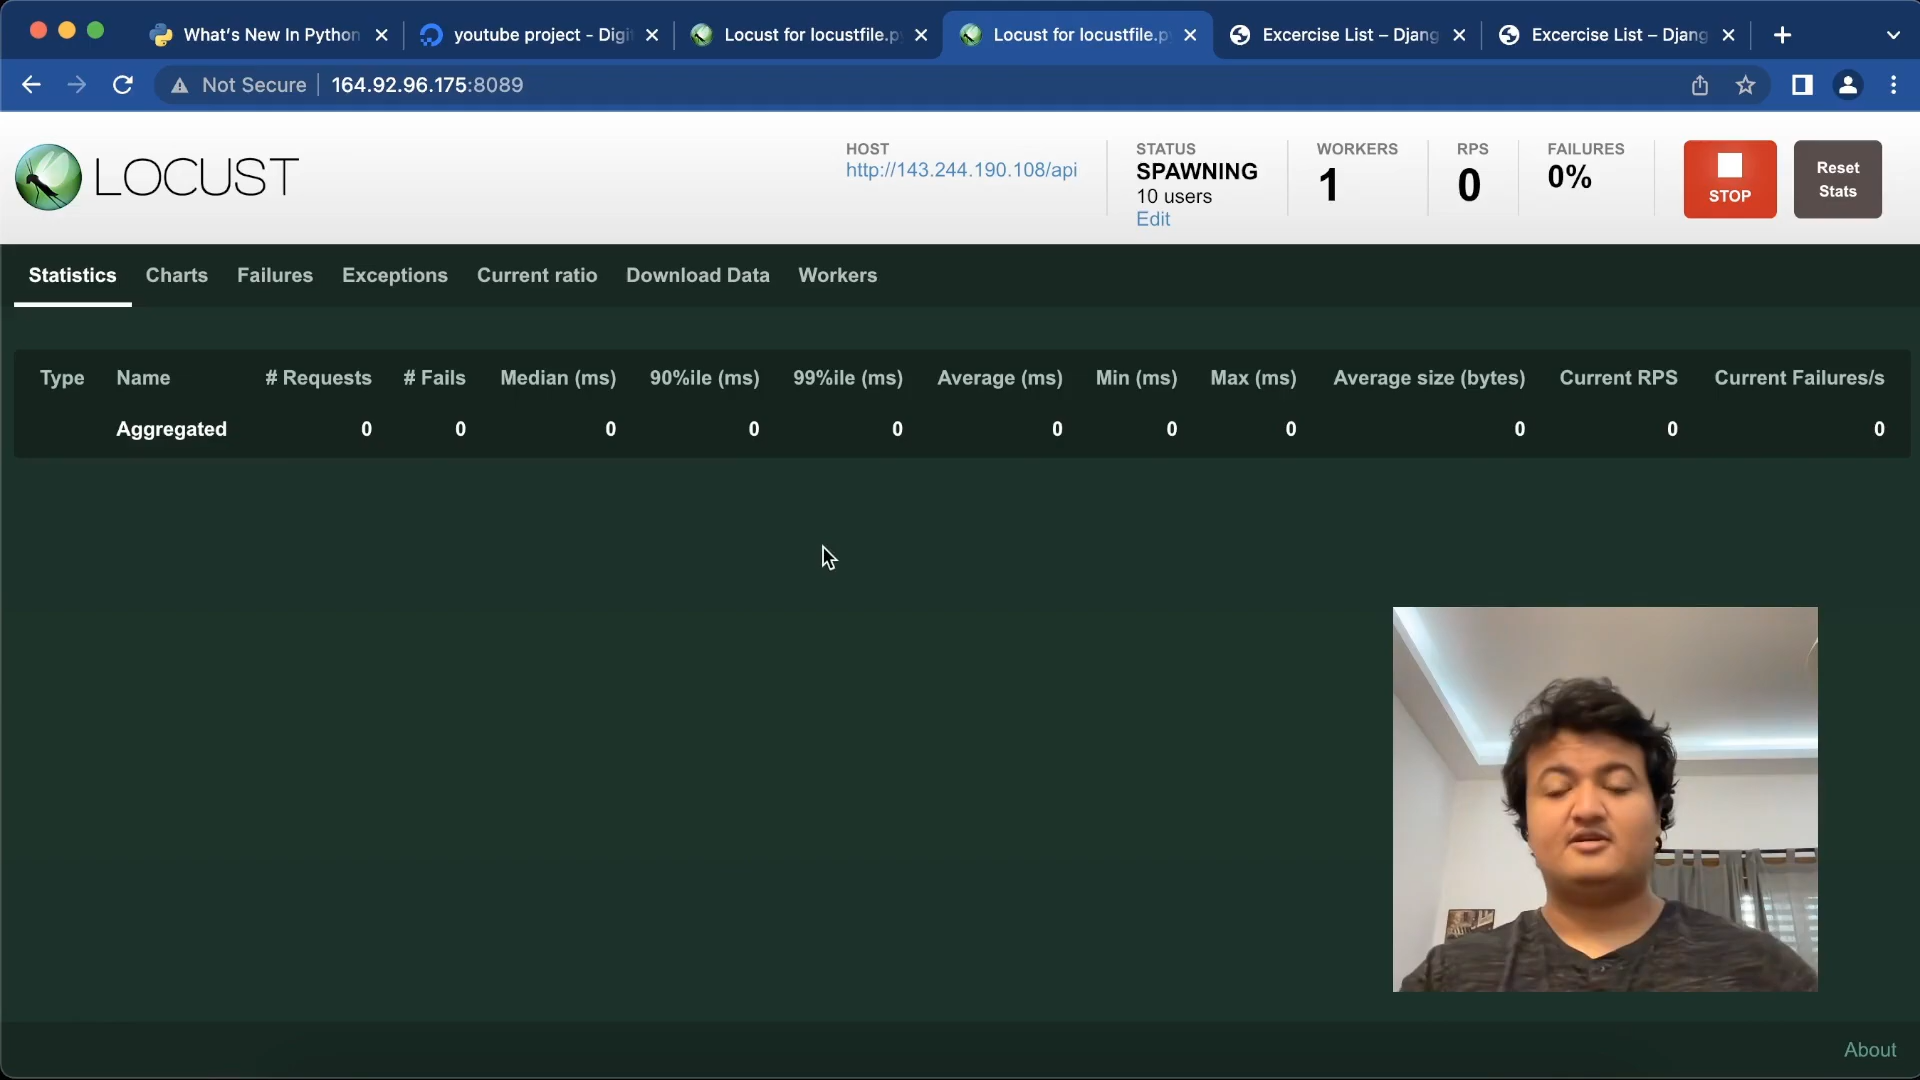 What's New In Python
youtube project - Digi
Locust for locustfile.p
Locust for locustfile.p
Excercise List – Djang
Excercise List – Djang
Not Secure
164.92.96.175:8089
LOCUST
HOST
http://143.244.190.108/api
STATUS
SPAWNING
10 users
Edit
WORKERS
1
RPS
0
FAILURES
0%
STOP
Reset
Stats
Statistics Charts Failures Exceptions Current ratio Download Data Workers
Type Name # Requests # Fails Median (ms) 90%ile (ms) 99%ile (ms) Average (ms) Min (ms) Max (ms) Average size (bytes) Current RPS Current Failures/s
Aggregated 0 0 0 0 0 0 0 0 0 0 0
About